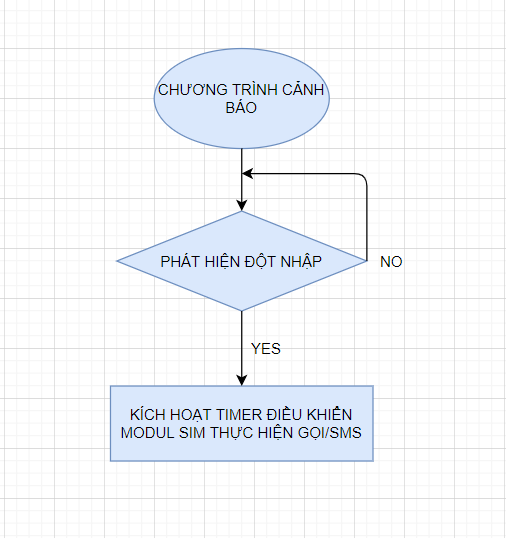 CHƯƠNG TRÌNH CẢNH
BÁO
PHÁT HIỆN ĐỘT NHẬP
NO
YES
KÍCH HOẠT TIMER ĐIỀU KHIỂN
MODUL SIM THỰC HIỆN GỌI/SMS